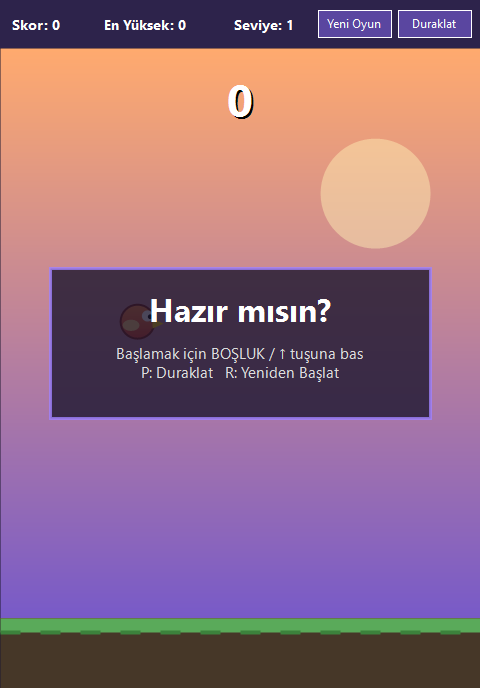 Skor: 0 En Yüksek: 0 Seviye: 1 Yeni Oyun Duraklat
0
Hazır mısın?
Başlamak için BOŞLUK / ↑ tuşuna bas
P: Duraklat R: Yeniden Başlat